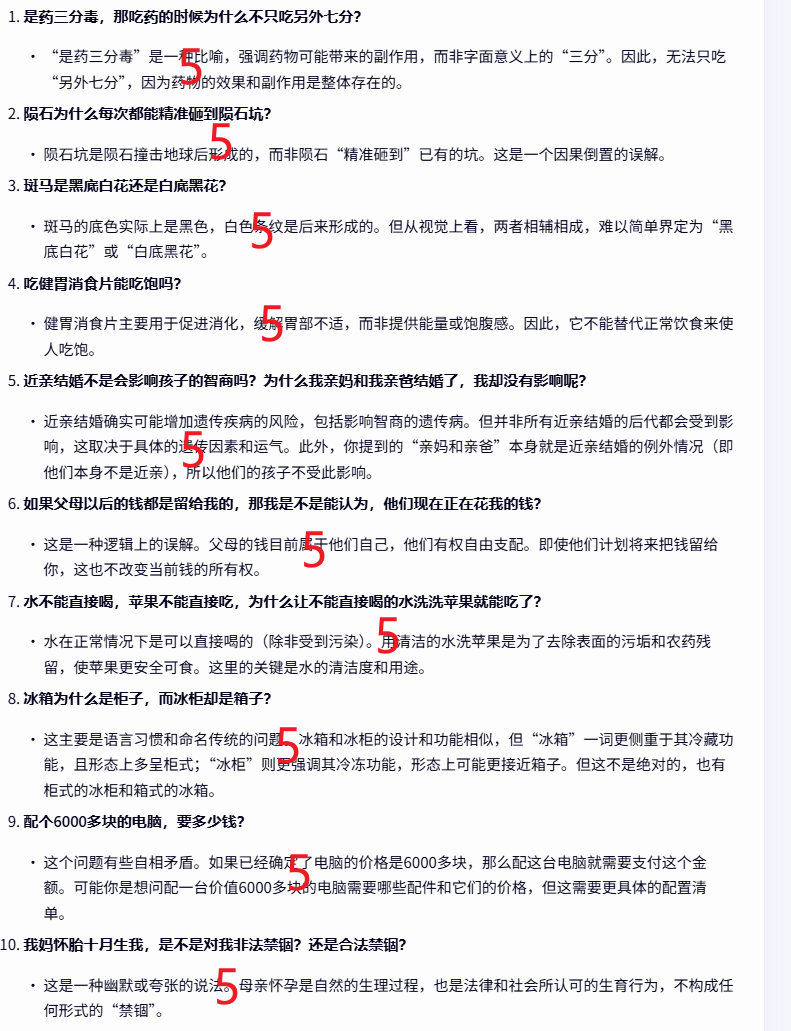 1. 是药三分毒，那吃药的时候为什么不只吃另外七分？
• “是药三分毒”是一种比喻，强调药物可能带来的副作用，而非字面意义上的“三分”。因此，无法只吃
5
“另外七分”，因为药物的效果和副作用是整体存在的。
2. 陨石为什么每次都能精准砸到陨石坑？
5
• 陨石坑是陨石撞击地球后形成的，而非陨石“精准砸到”已有的坑。这是一个因果倒置的误解。
3. 斑马是黑底白花还是白底黑花？
• 斑马的底色实际上是黑色，白色条纹是后来形成的。但从视觉上看，两者相辅相成，难以简单界定为“黑
5
底白花”或“白底黑花”。
4. 吃健胃消食片能吃饱吗？
• 健胃消食片主要用于促进消化，缓解胃部不适，而非提供能量或饱腹感。因此，它不能替代正常饮食来使
5
人吃饱。
5. 近亲结婚不是会影响孩子的智商吗？为什么我亲妈和我亲爸结婚了，我却没有影响呢？
• 近亲结婚确实可能增加遗传疾病的风险，包括影响智商的遗传病。但并非所有近亲结婚的后代都会受到影
响，这取决于具体的遗传因素和运气。此外，你提到的“亲妈和亲爸”本身就是近亲结婚的例外情况（即
5
他们本身不是近亲），所以他们的孩子不受此影响。
6. 如果父母以后的钱都是留给我的，那我是不是能认为，他们现在正在花我的钱？
• 这是一种逻辑上的误解。父母的钱目前属于他们自己，他们有权自由支配。即使他们计划将来把钱留给
5
你，这也不改变当前钱的所有权。
7. 水不能直接喝，苹果不能直接吃，为什么让不能直接喝的水洗洗苹果就能吃了？
• 水在正常情况下是可以直接喝的（除非受到污染）。用清洁的水洗苹果是为了去除表面的污垢和农药残
5
留，使苹果更安全可食。这里的关键是水的清洁度和用途。
8. 冰箱为什么是柜子，而冰柜却是箱子？
• 这主要是语言习惯和命名传统的问题。冰箱和冰柜的设计和功能相似，但“冰箱”一词更侧重于其冷藏功
5
能，且形态上多呈柜式；“冰柜”则更强调其冷冻功能，形态上可能更接近箱子。但这不是绝对的，也有
柜式的冰柜和箱式的冰箱。
9. 配个6000多块的电脑，要多少钱？
• 这个问题有些自相矛盾。如果已经确定了电脑的价格是6000多块，那么配这台电脑就需要支付这个金
5
额。可能你是想问配一台价值6000多块的电脑需要哪些配件和它们的价格，但这需要更具体的配置清
单。
10. 我妈怀胎十月生我，是不是对我非法禁锢？还是合法禁锢？
• 这是一种幽默或夸张的说法。母亲怀孕是自然的生理过程，也是法律和社会所认可的生育行为，不构成任
5
何形式的“禁锢”。